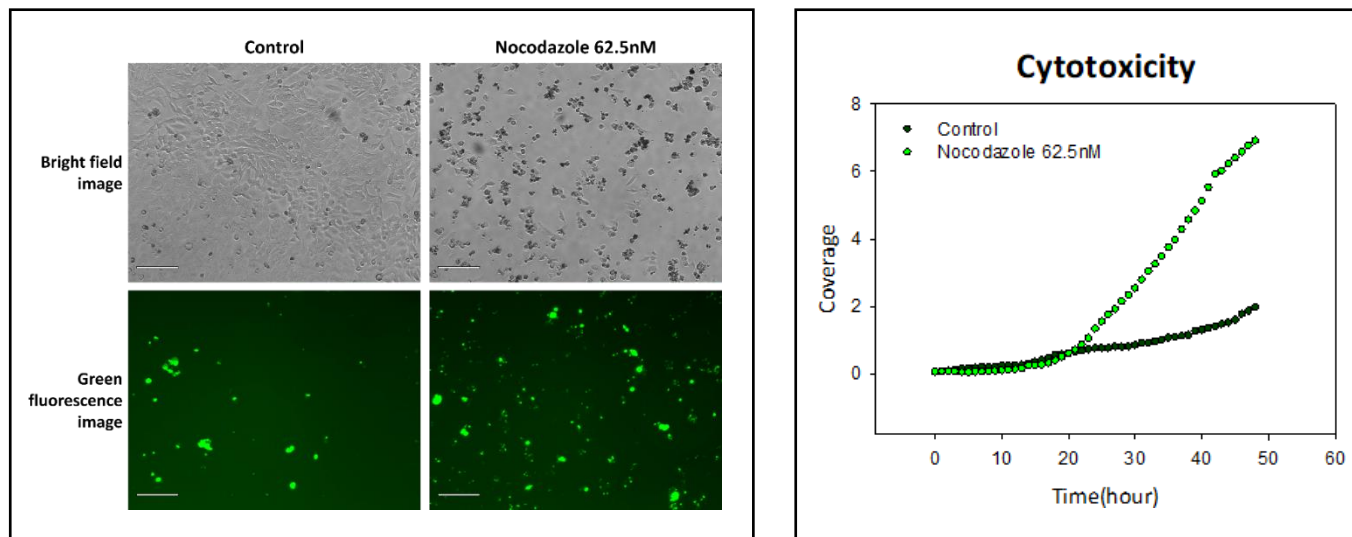 Control
Nocodazole 62.5nM
Bright field
image
Green
fluorescence
image
Cytotoxicity
Control
Nocodazole 62.5nM
Coverage
8
6
4
2
0
0 10 20 30 40 50 60
Time(hour)